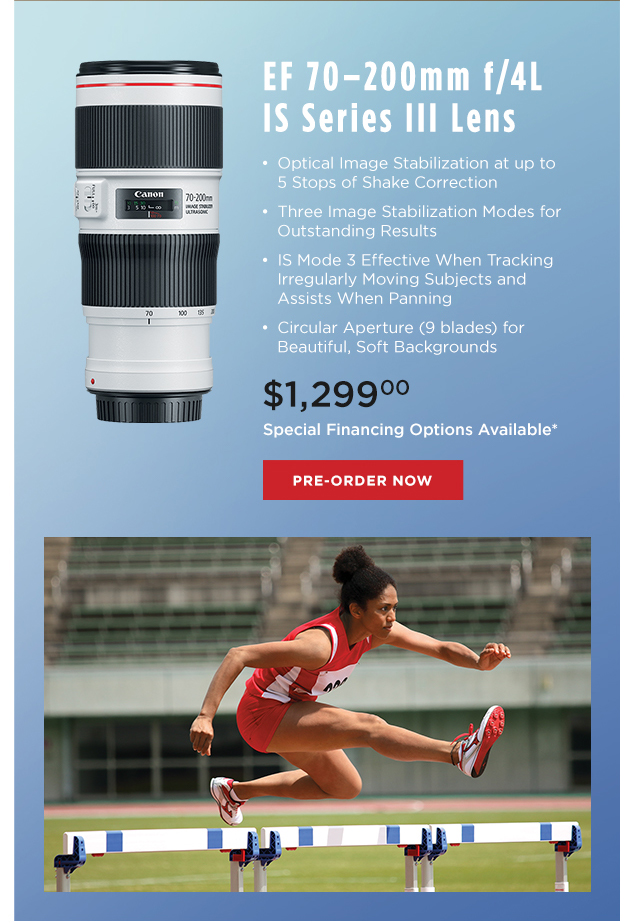 EF 70–200mm f/4L
IS Series III Lens
• Optical Image Stabilization at up to
5 Stops of Shake Correction
• Three Image Stabilization Modes for
Outstanding Results
• IS Mode 3 Effective When Tracking
Irregularly Moving Subjects and
Assists When Panning
• Circular Aperture (9 blades) for
Beautiful, Soft Backgrounds
$1,29900
Special Financing Options Available*
PRE-ORDER NOW
Canon
70-200mm
IMAGE STABILIZER
ULTRASONIC
70 100 135